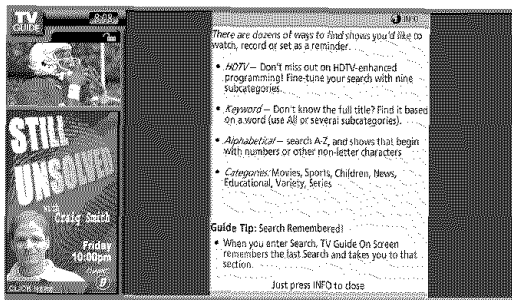 TV
GUIDE
8:08
INFO
There are dozens of ways to find shows you'd like to
watch, record or set as a reminder.
• HDTV – Don't miss out on HDTV-enhanced
programming! Fine-tune your search with nine
subcategories.
• Keyword – Don't know the full title? Find it based
on a word (use All or several subcategories).
• Alphabetical – search A-Z, and shows that begin
with numbers or other non-letter characters
• Categories: Movies, Sports, Children, News,
Educational, Variety, Series
Guide Tip: Search Remembered!
• When you enter Search, TV Guide On Screen
remembers the last Search and takes you to that
section.
Just press INFO to close
STILL
UNSOLVED
with
Craig Smith
Friday
10:00pm
CLICK HERE